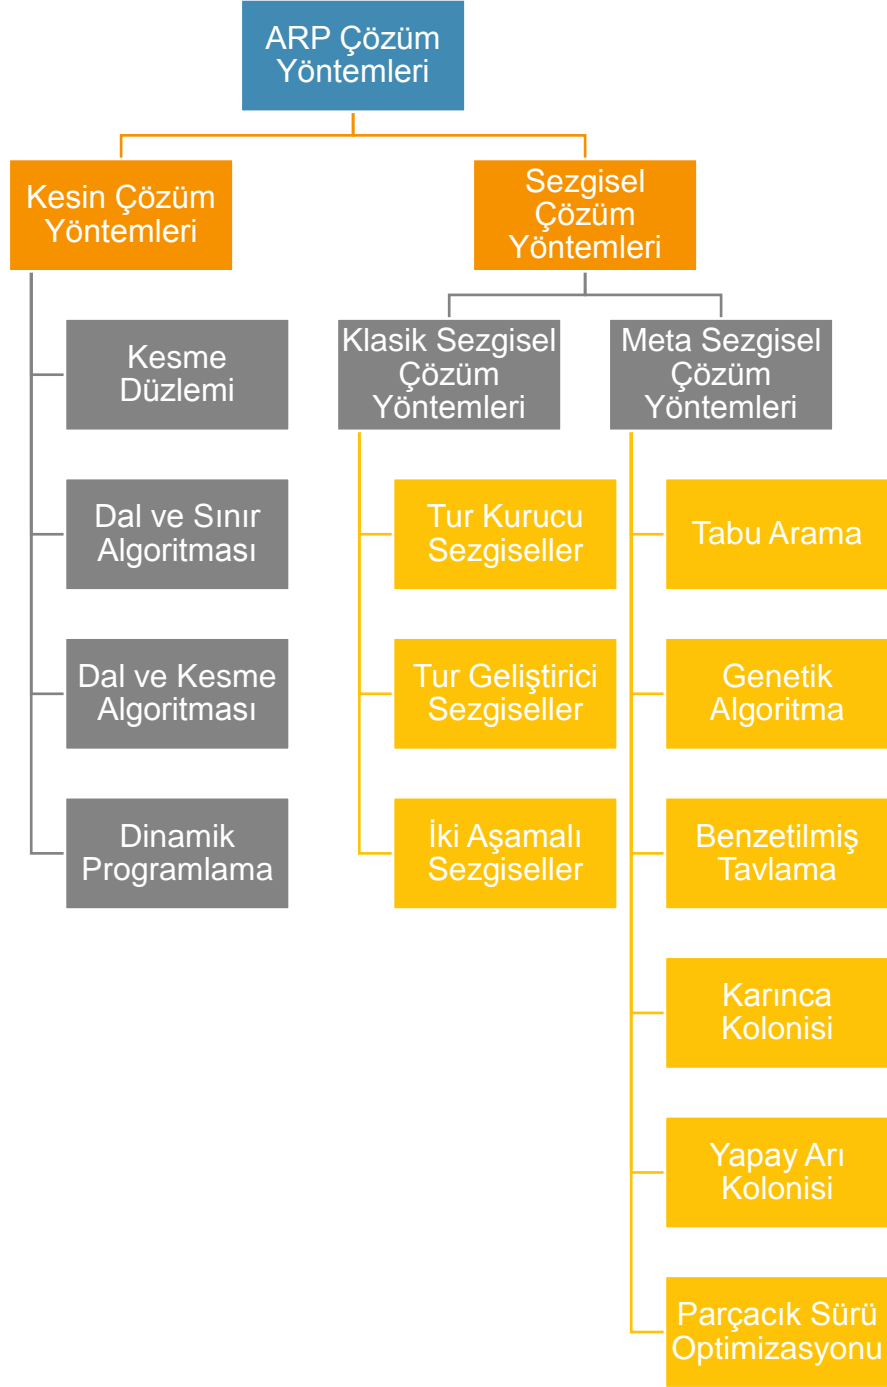 ARP Çözüm
Yöntemleri
Kesin Çözüm
Yöntemleri
Kesme
Düzlemi
Dal ve Sınır
Algoritması
Dal ve Kesme
Algoritması
Dinamik
Programlama
Sezgisel
Çözüm
Yöntemleri
Klasik Sezgisel
Çözüm
Yöntemleri
Tur Kurucu
Sezgiseller
Tur Geliştirici
Sezgiseller
İki Aşamalı
Sezgiseller
Meta Sezgisel
Çözüm
Yöntemleri
Tabu Arama
Genetik
Algoritma
Benzetilmiş
Tavlama
Karınca
Kolonisi
Yapay Arı
Kolonisi
Parçacık Sürü
Optimizasyonu